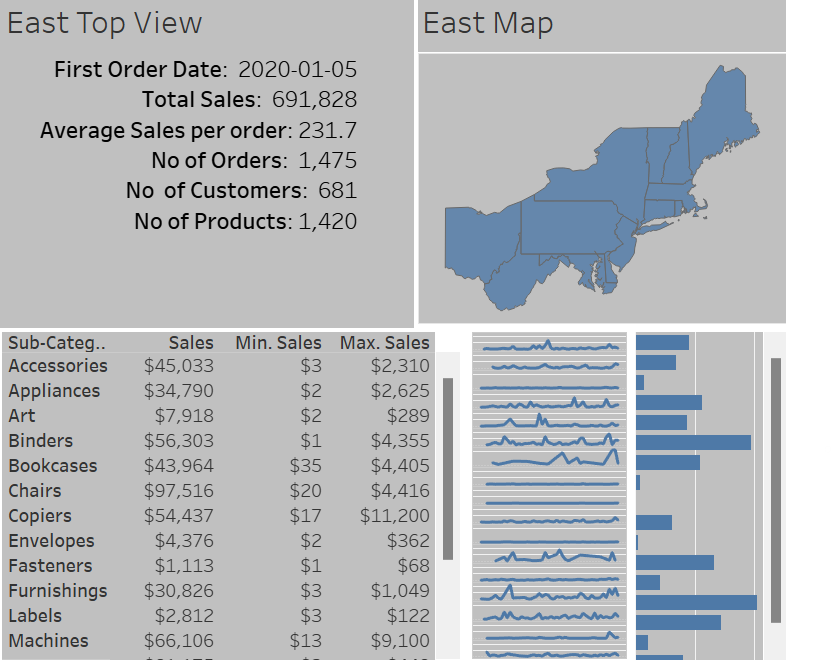 East Top View
First Order Date: 2020-01-05
Total Sales: 691,828
Average Sales per order: 231.7
No of Orders: 1,475
No of Customers: 681
No of Products: 1,420
East Map
Sub-Categ.. Sales Min. Sales Max. Sales
Accessories $45,033 $3 $2,310
Appliances $34,790 $2 $2,625
Art $7,918 $2 $289
Binders $56,303 $1 $4,355
Bookcases $43,964 $35 $4,405
Chairs $97,516 $20 $4,416
Copiers $54,437 $17 $11,200
Envelopes $4,376 $2 $362
Fasteners $1,113 $1 $68
Furnishings $30,826 $3 $1,049
Labels $2,812 $3 $122
Machines $66,106 $13 $9,100